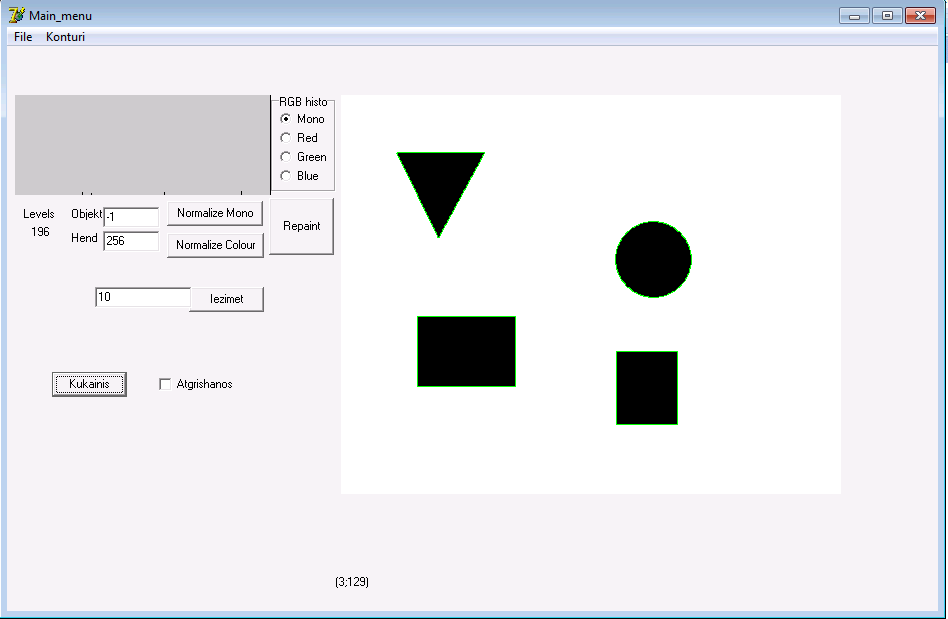 Main_menu
File Konturi
RGB histo
Mono
Red
Green
Blue
Levels
196
Objekt -1
Hend 256
Normalize Mono
Normalize Colour
Repaint
10 Iezimet
Kukainis Atgrishanos
(3;129)